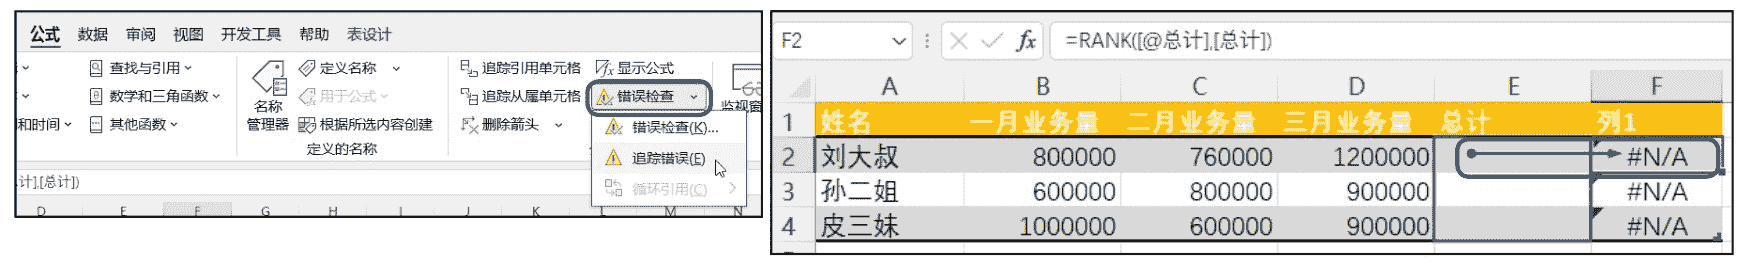 公式 数据 审阅 视图 开发工具 帮助 表设计
查找与引用
数学和三角函数
和时间 其他函数
名称
管理器
定义名称
用于公式
根据所选内容创建
定义的名称
追踪引用单元格 显示公式
追踪从属单元格 错误检查
删除箭头
错误检查(K)...
追踪错误(E)
循环引用(C)
监视窗
计],[总计])
D E F G H I J K L M N
F2 fx =RANK([@总计],[总计])
A B C D E F
1 姓名 一月业务量 二月业务量 三月业务量 总计 列1
2 刘大叔 800000 760000 1200000 #N/A
3 孙二姐 600000 800000 900000 #N/A
4 皮三妹 1000000 600000 900000 #N/A